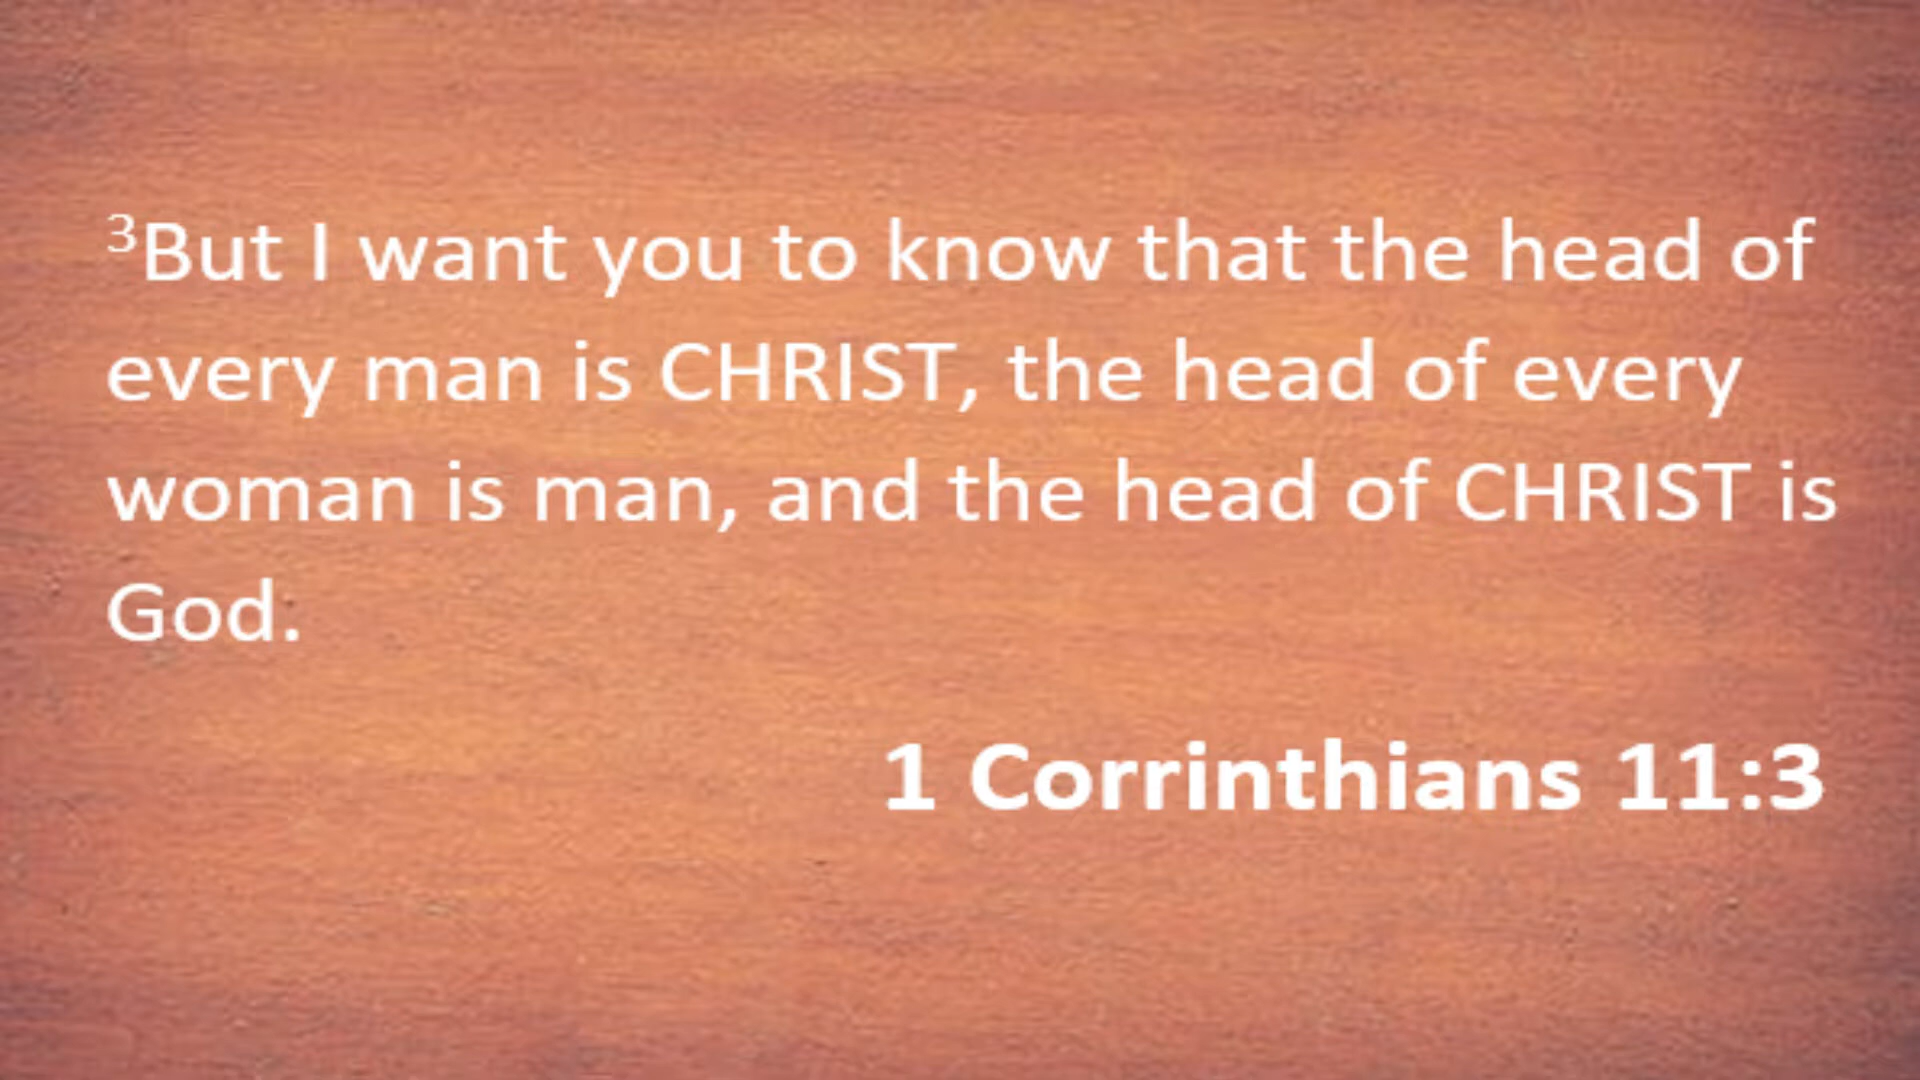 ³But I want you to know that the head of
every man is CHRIST, the head of every
woman is man, and the head of CHRIST is
God.
1 Corrinthians 11:3